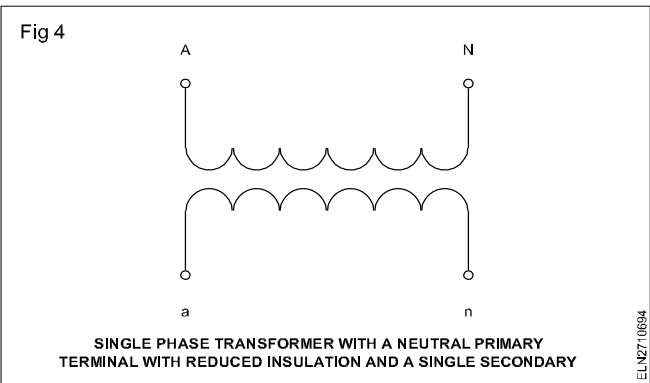 Fig 4
A N
a n
SINGLE PHASE TRANSFORMER WITH A NEUTRAL PRIMARY
TERMINAL WITH REDUCED INSULATION AND A SINGLE SECONDARY
ELN2710694